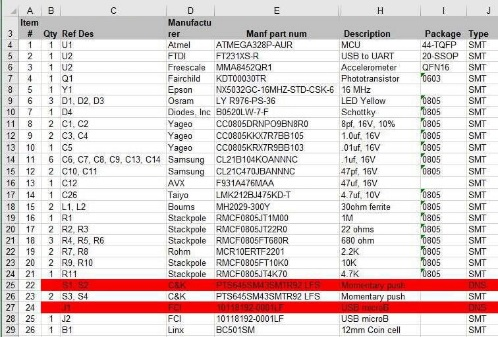 A B C D E H I J
Item Manufactu
3 # Qty Ref Des rer Manf part num Description Package Type
4 1 1 U1 Atmel ATMEGA328P-AUR MCU 44-TQFP SMT
5 2 1 U2 FTDI FT231XS-R USB to UART 20-SSOP SMT
6 3 1 U2 Freescale MMA8452QR1 Accelerometer QFN16 SMT
7 4 1 Q1 Fairchild KDT00030TR Phototransistor 0603 SMT
8 5 1 Y1 Epson NX5032GC-16MHZ-STD-CSK-6 16 MHz SMT
9 6 3 D1, D2, D3 Osram LY R976-PS-36 LED Yellow 0805 SMT
10 7 1 D4 Diodes, Inc B0520LW-7-F Schottky 0805 SMT
11 8 2 C1, C2 Yageo CC0805DRNPO9BN8R0 8pf, 16V, 10% 0805 SMT
12 9 2 C3, C4 Yageo CC0805KKX7R7BB105 1.0uf, 16V 0805 SMT
13 10 1 C5 Yageo CC0805KRX7R9BB103 .01uf, 16V 0805 SMT
14 11 6 C6, C7, C8, C9, C13, C14 Samsung CL21B104KOANNNC .1uf, 16V 0805 SMT
15 12 2 C10, C11 Samsung CL21C470JBANNNC 47pf, 16V 0805 SMT
16 13 1 C12 AVX F931A476MAA 47uf, 16V SMT
17 14 1 C26 Taiyo LMK212BJ475KD-T 4.7uf, 10V 0805 SMT
18 15 2 L1, L2 Bourns MH2029-300Y 30ohm ferrite 0805 SMT
19 16 1 R1 Stackpole RMCF0805JT1M00 1M 0805 SMT
20 17 2 R2, R3 Stackpole RMCF0805JT22R0 22 ohms 0805 SMT
21 18 3 R4, R5, R6 Stackpole RMCF0805FT680R 680 ohm 0805 SMT
22 19 2 R7, R8 Rohm MCR10ERTF2201 2.2K 0805 SMT
23 20 2 R9, R10 Stackpole RMCF0805FT10K0 10K 0805 SMT
24 21 1 R11 Stackpole RMCF0805JT4K70 4.7K 0805 SMT
25 22 S1, S2 C&K PTS645SM43SMTR92 LFS Momentary push DNS
26 23 2 S3, S4 C&K PTS645SM43SMTR92 LFS Momentary push SMT
27 24 J1 FCI 10118192-0001LF USB microB DNS
28 25 1 J2 FCI 10118192-0001LF USB microB SMT
29 26 1 B1 Linx BC501SM 12mm Coin cell SMT